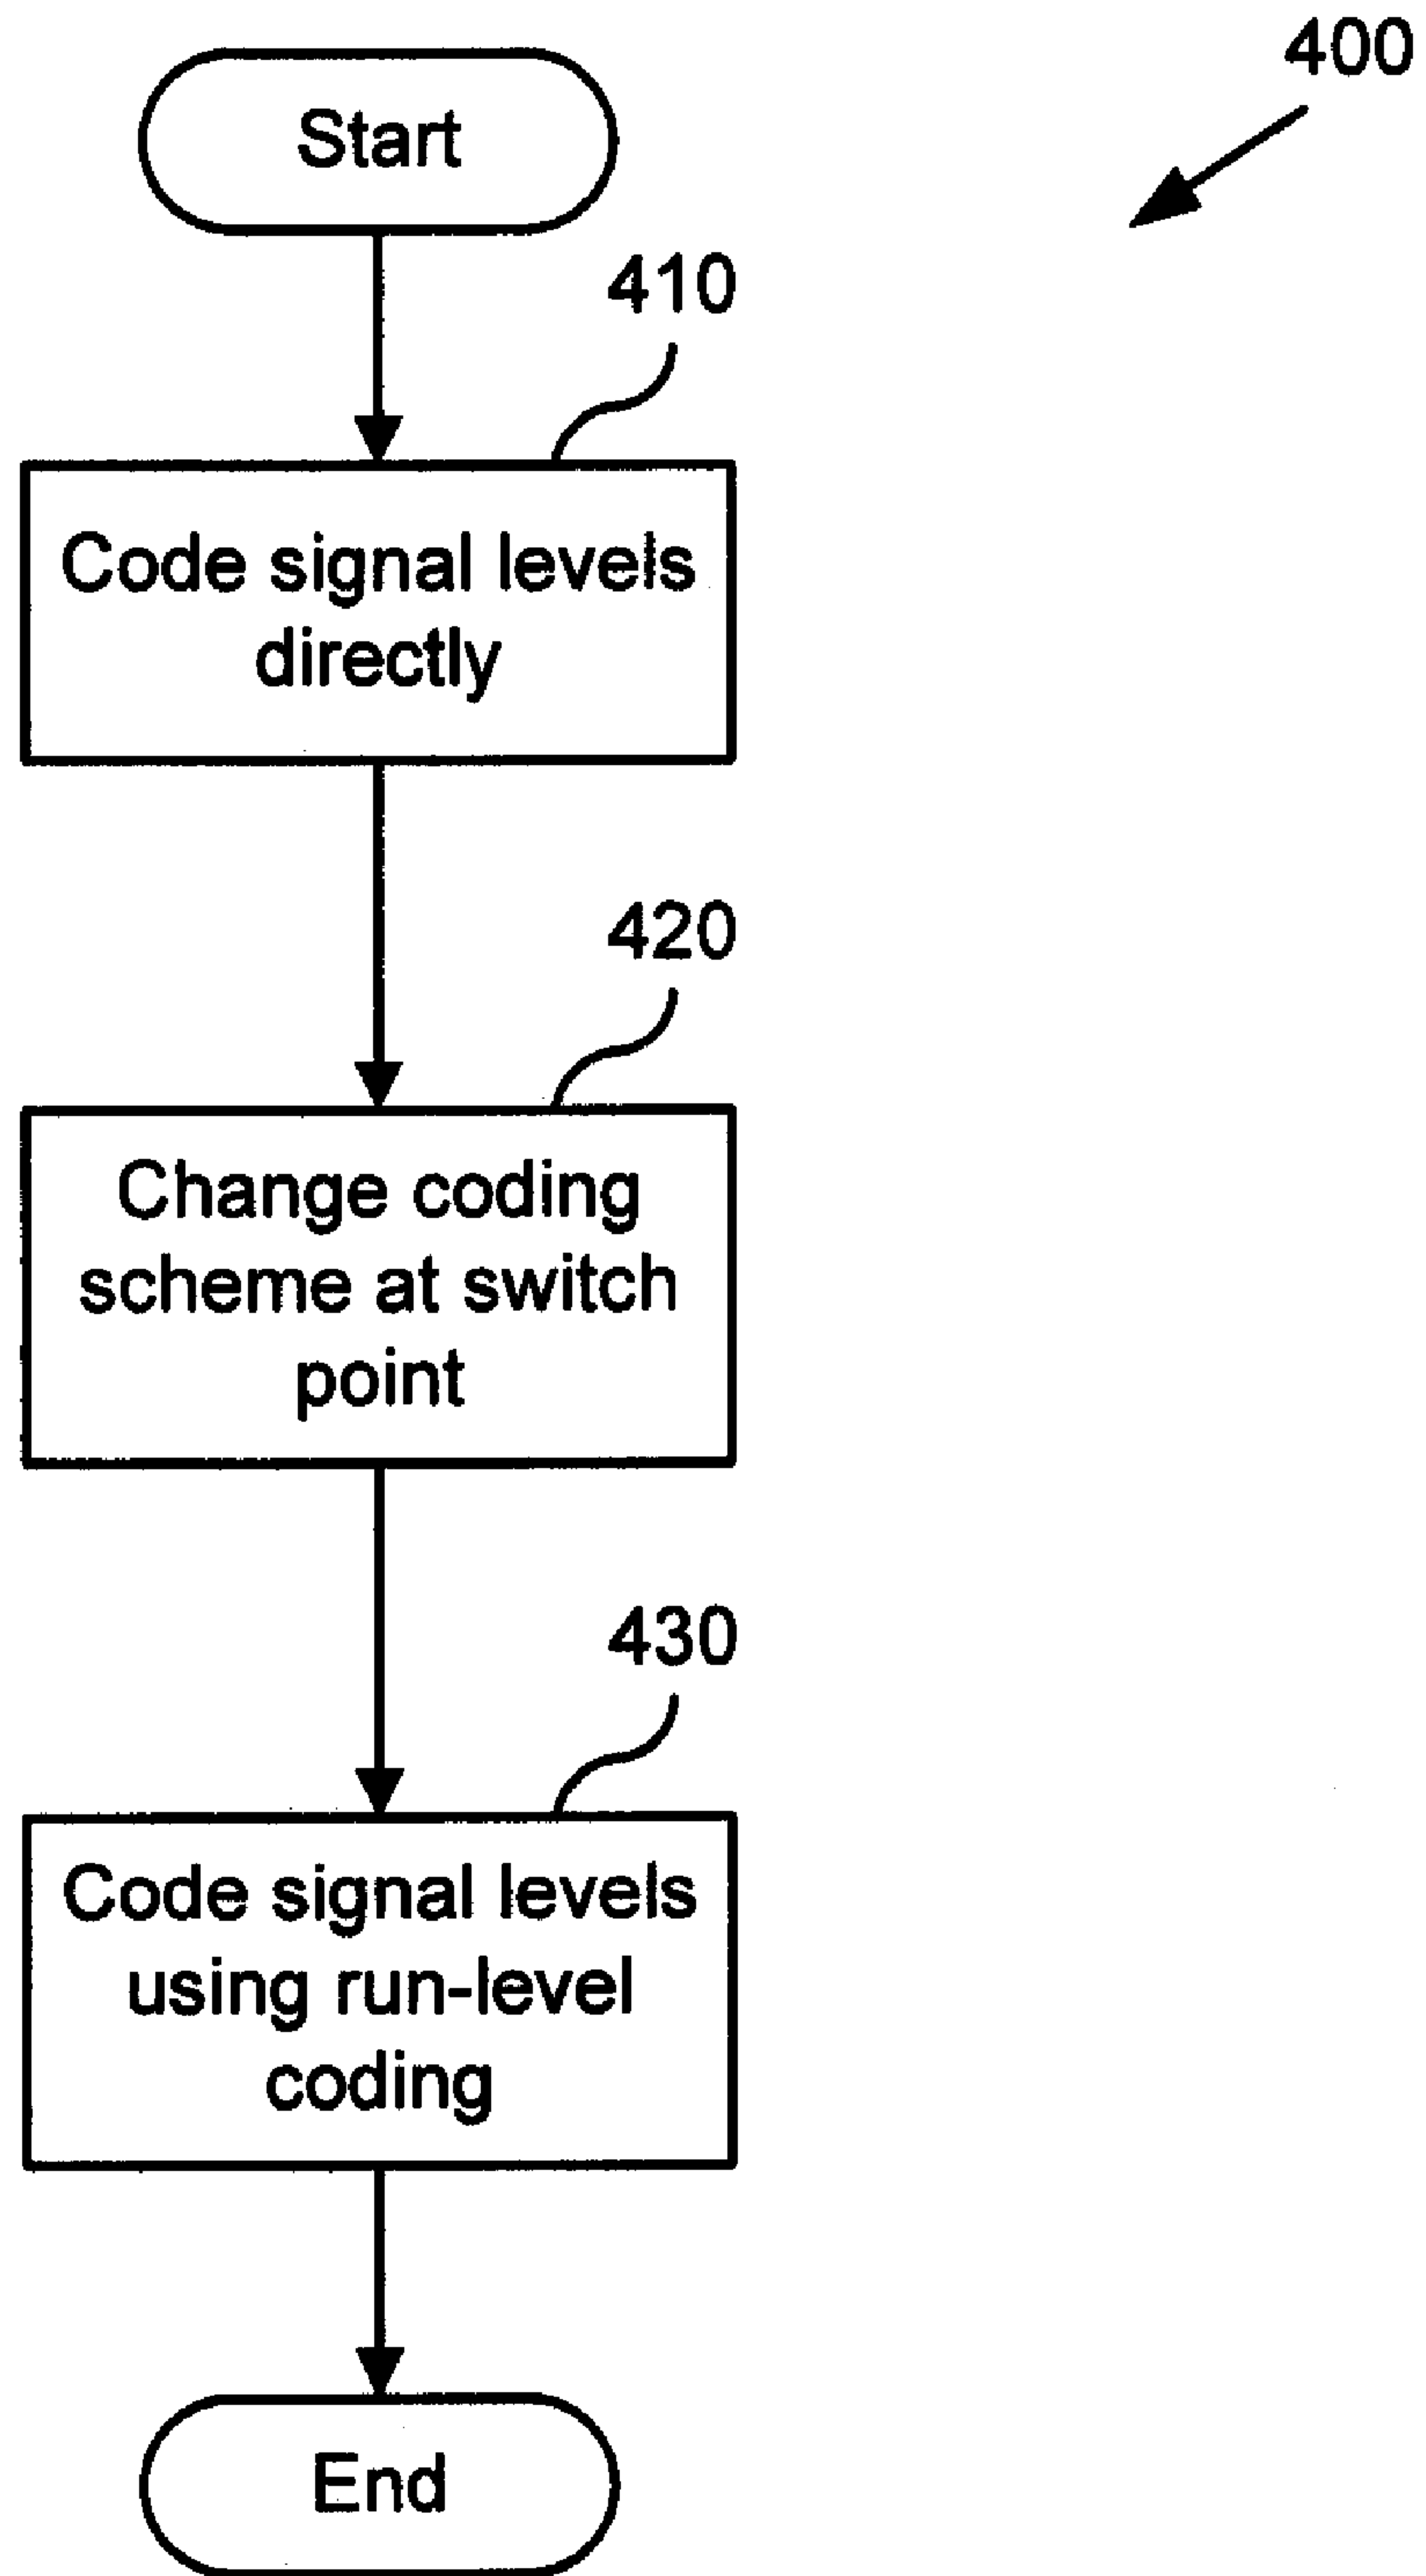 400
Start
410
Code signal levels
directly
420
Change coding
scheme at switch
point
430
Code signal levels
using run-level
coding
End